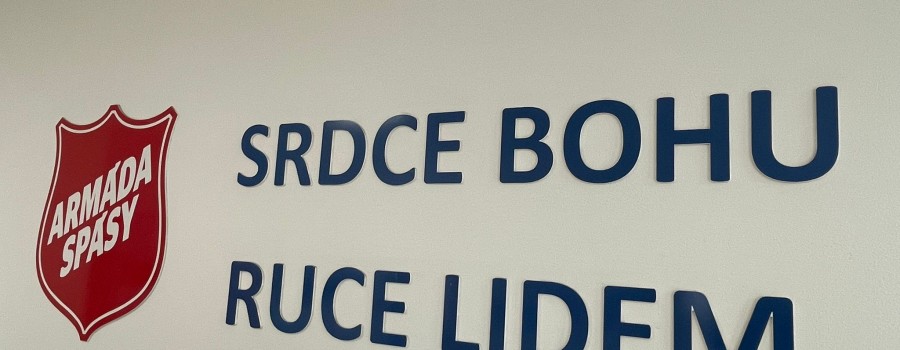 ARMÁDA
SPÁSY
SRDCE BOHU
RUCE LIDEM